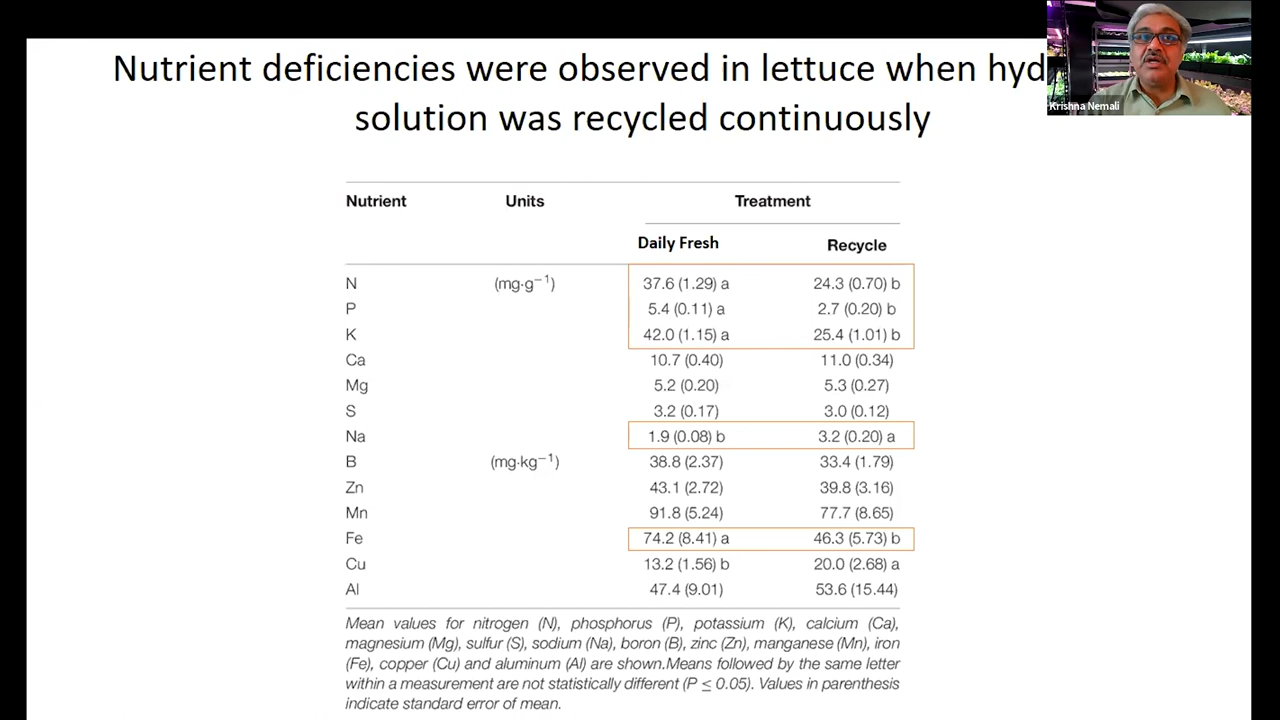 Nutrient deficiencies were observed in lettuce when hyd
solution was recycled continuously
Krishna Nemali
Nutrient Units Treatment
Daily Fresh Recycle
N (mg·g−1) 37.6 (1.29) a 24.3 (0.70) b
P 5.4 (0.11) a 2.7 (0.20) b
K 42.0 (1.15) a 25.4 (1.01) b
Ca 10.7 (0.40) 11.0 (0.34)
Mg 5.2 (0.20) 5.3 (0.27)
S 3.2 (0.17) 3.0 (0.12)
Na 1.9 (0.08) b 3.2 (0.20) a
B (mg·kg−1) 38.8 (2.37) 33.4 (1.79)
Zn 43.1 (2.72) 39.8 (3.16)
Mn 91.8 (5.24) 77.7 (8.65)
Fe 74.2 (8.41) a 46.3 (5.73) b
Cu 13.2 (1.56) b 20.0 (2.68) a
Al 47.4 (9.01) 53.6 (15.44)
Mean values for nitrogen (N), phosphorus (P), potassium (K), calcium (Ca),
magnesium (Mg), sulfur (S), sodium (Na), boron (B), zinc (Zn), manganese (Mn), iron
(Fe), copper (Cu) and aluminum (Al) are shown.Means followed by the same letter
within a measurement are not statistically different (P ≤ 0.05). Values in parenthesis
indicate standard error of mean.